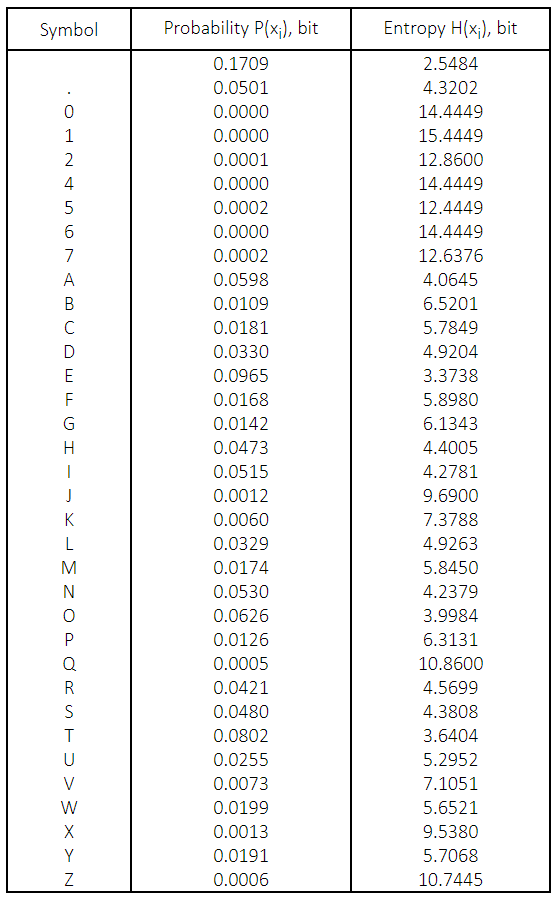 Symbol Probability P(xi), bit Entropy H(xi), bit
0.1709 2.5484
. 0.0501 4.3202
0 0.0000 14.4449
1 0.0000 15.4449
2 0.0001 12.8600
4 0.0000 14.4449
5 0.0002 12.4449
6 0.0000 14.4449
7 0.0002 12.6376
A 0.0598 4.0645
B 0.0109 6.5201
C 0.0181 5.7849
D 0.0330 4.9204
E 0.0965 3.3738
F 0.0168 5.8980
G 0.0142 6.1343
H 0.0473 4.4005
I 0.0515 4.2781
J 0.0012 9.6900
K 0.0060 7.3788
L 0.0329 4.9263
M 0.0174 5.8450
N 0.0530 4.2379
O 0.0626 3.9984
P 0.0126 6.3131
Q 0.0005 10.8600
R 0.0421 4.5699
S 0.0480 4.3808
T 0.0802 3.6404
U 0.0255 5.2952
V 0.0073 7.1051
W 0.0199 5.6521
X 0.0013 9.5380
Y 0.0191 5.7068
Z 0.0006 10.7445